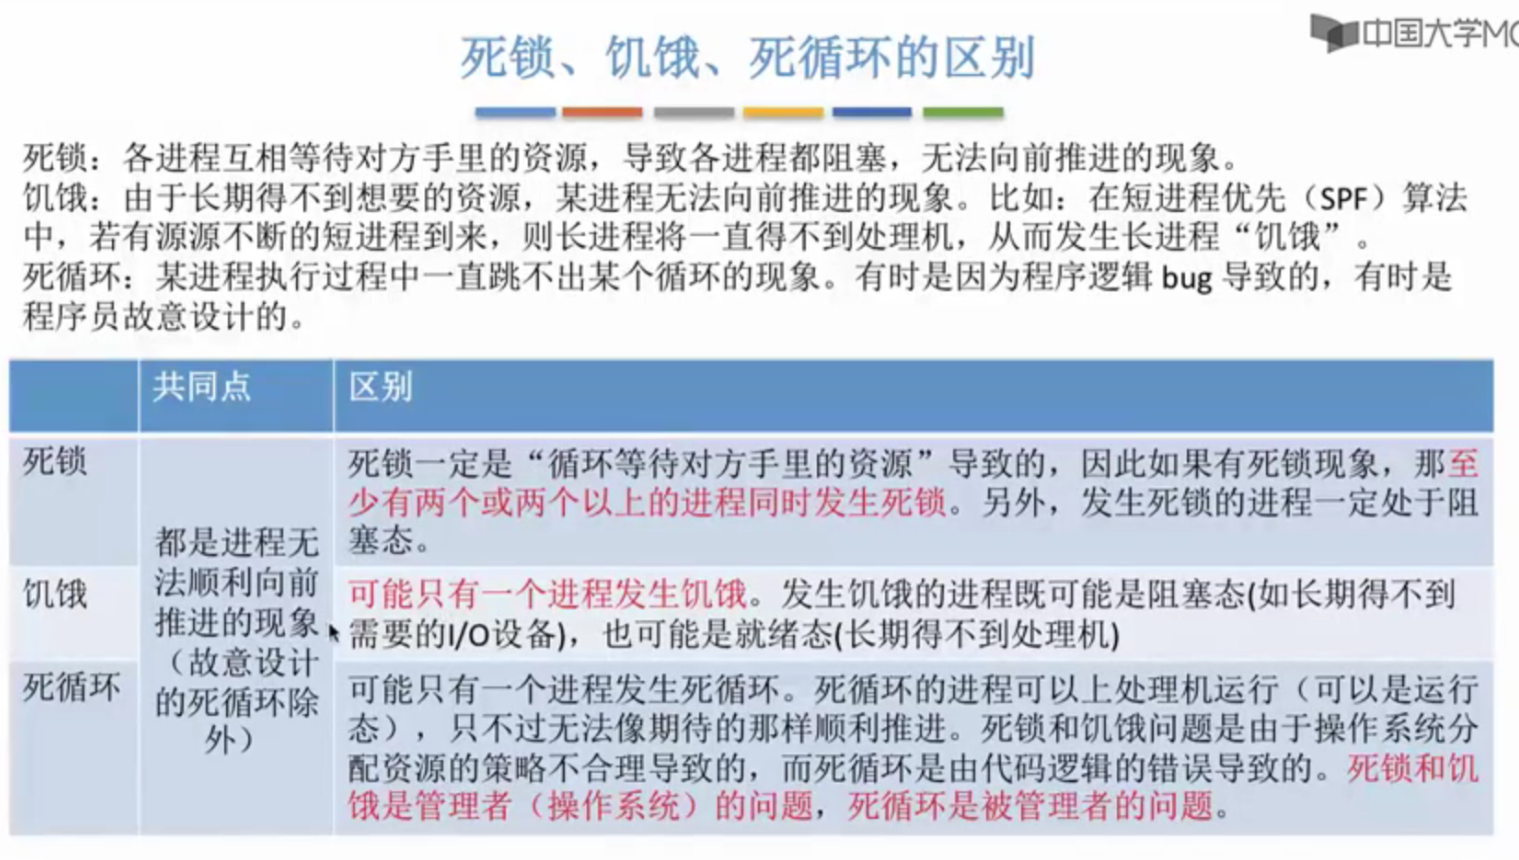 中国大学MO
死锁、饥饿、死循环的区别
死锁：各进程互相等待对方手里的资源，导致各进程都阻塞，无法向前推进的现象。
饥饿：由于长期得不到想要的资源，某进程无法向前推进的现象。比如：在短进程优先（SPF）算法
中，若有源源不断的短进程到来，则长进程将一直得不到处理机，从而发生长进程“饥饿”。
死循环：某进程执行过程中一直跳不出某个循环的现象。有时是因为程序逻辑 bug 导致的，有时是
程序员故意设计的。
共同点
区别
死锁
都是进程无
法顺利向前
推进的现象
（故意设计
的死循环除
外）
死锁一定是“循环等待对方手里的资源”导致的，因此如果有死锁现象，那至
少有两个或两个以上的进程同时发生死锁。另外，发生死锁的进程一定处于阻
塞态。
饥饿
可能只有一个进程发生饥饿。发生饥饿的进程既可能是阻塞态(如长期得不到
需要的I/O设备)，也可能是就绪态(长期得不到处理机)
死循环
可能只有一个进程发生死循环。死循环的进程可以上处理机运行（可以是运行
态），只不过无法像期待的那样顺利推进。死锁和饥饿问题是由于操作系统分
配资源的策略不合理导致的，而死循环是由代码逻辑的错误导致的。死锁和饥
饿是管理者（操作系统）的问题，死循环是被管理者的问题。